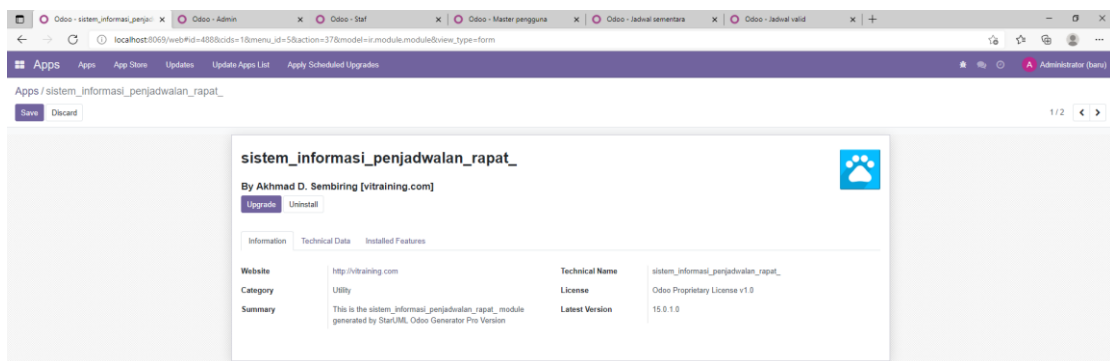 Odoo - sistem_informasi_penjad Odoo - Admin Odoo - Staf Odoo - Master pengguna Odoo - Jadwal sementara Odoo - Jadwal valid
localhost:8069/web#id=488&cids=1&menu_id=5&action=37&model=ir.module.module&view_type=form
Apps Apps App Store Updates Update Apps List Apply Scheduled Upgrades A Administrator (baru)
Apps / sistem_informasi_penjadwalan_rapat_
Save Discard 1 / 2
sistem_informasi_penjadwalan_rapat_
By Akhmad D. Sembiring [vitraining.com]
Upgrade Uninstall
Information Technical Data Installed Features
Website http://vitraining.com Technical Name sistem_informasi_penjadwalan_rapat_
Category Utility License Odoo Proprietary License v1.0
Summary This is the sistem_informasi_penjadwalan_rapat_ module Latest Version 15.0.1.0
generated by StarUML Odoo Generator Pro Version